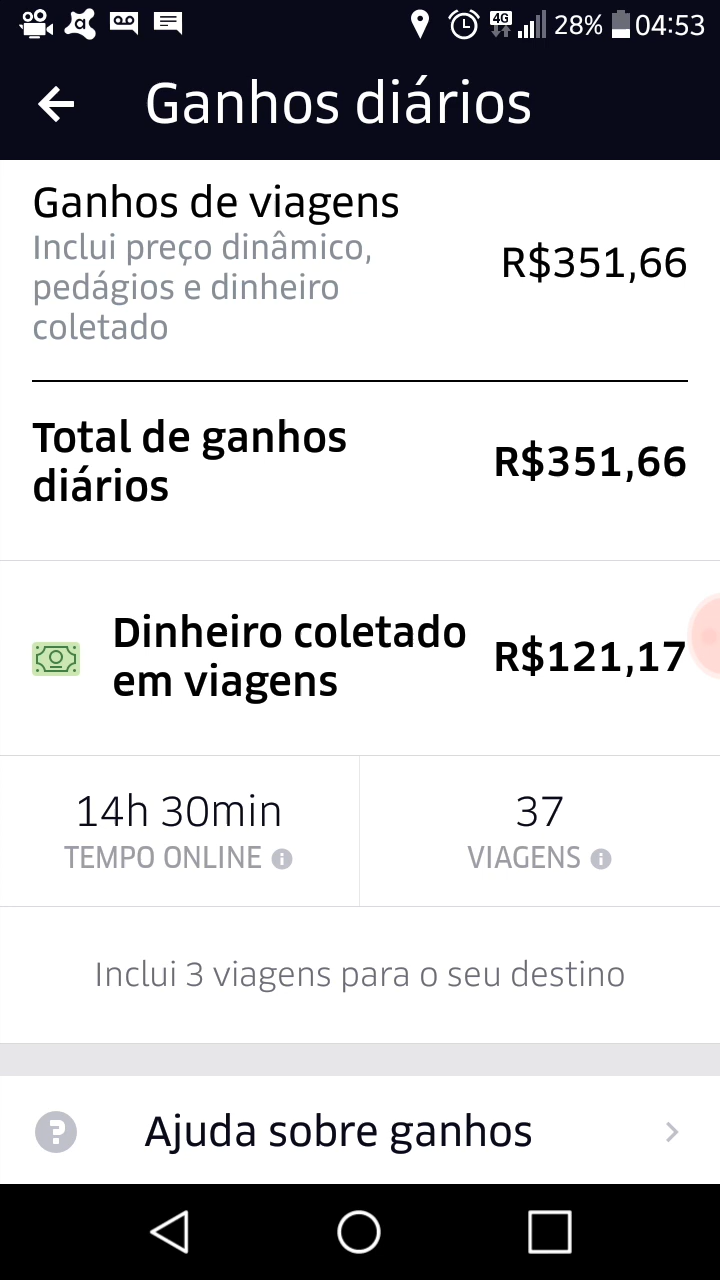 4G 28% 04:53
Ganhos diários
Ganhos de viagens
Inclui preço dinâmico,
pedágios e dinheiro
coletado
R$351,66
Total de ganhos
diários
R$351,66
Dinheiro coletado
em viagens
R$121,17
14h 30min
TEMPO ONLINE
37
VIAGENS
Inclui 3 viagens para o seu destino
Ajuda sobre ganhos